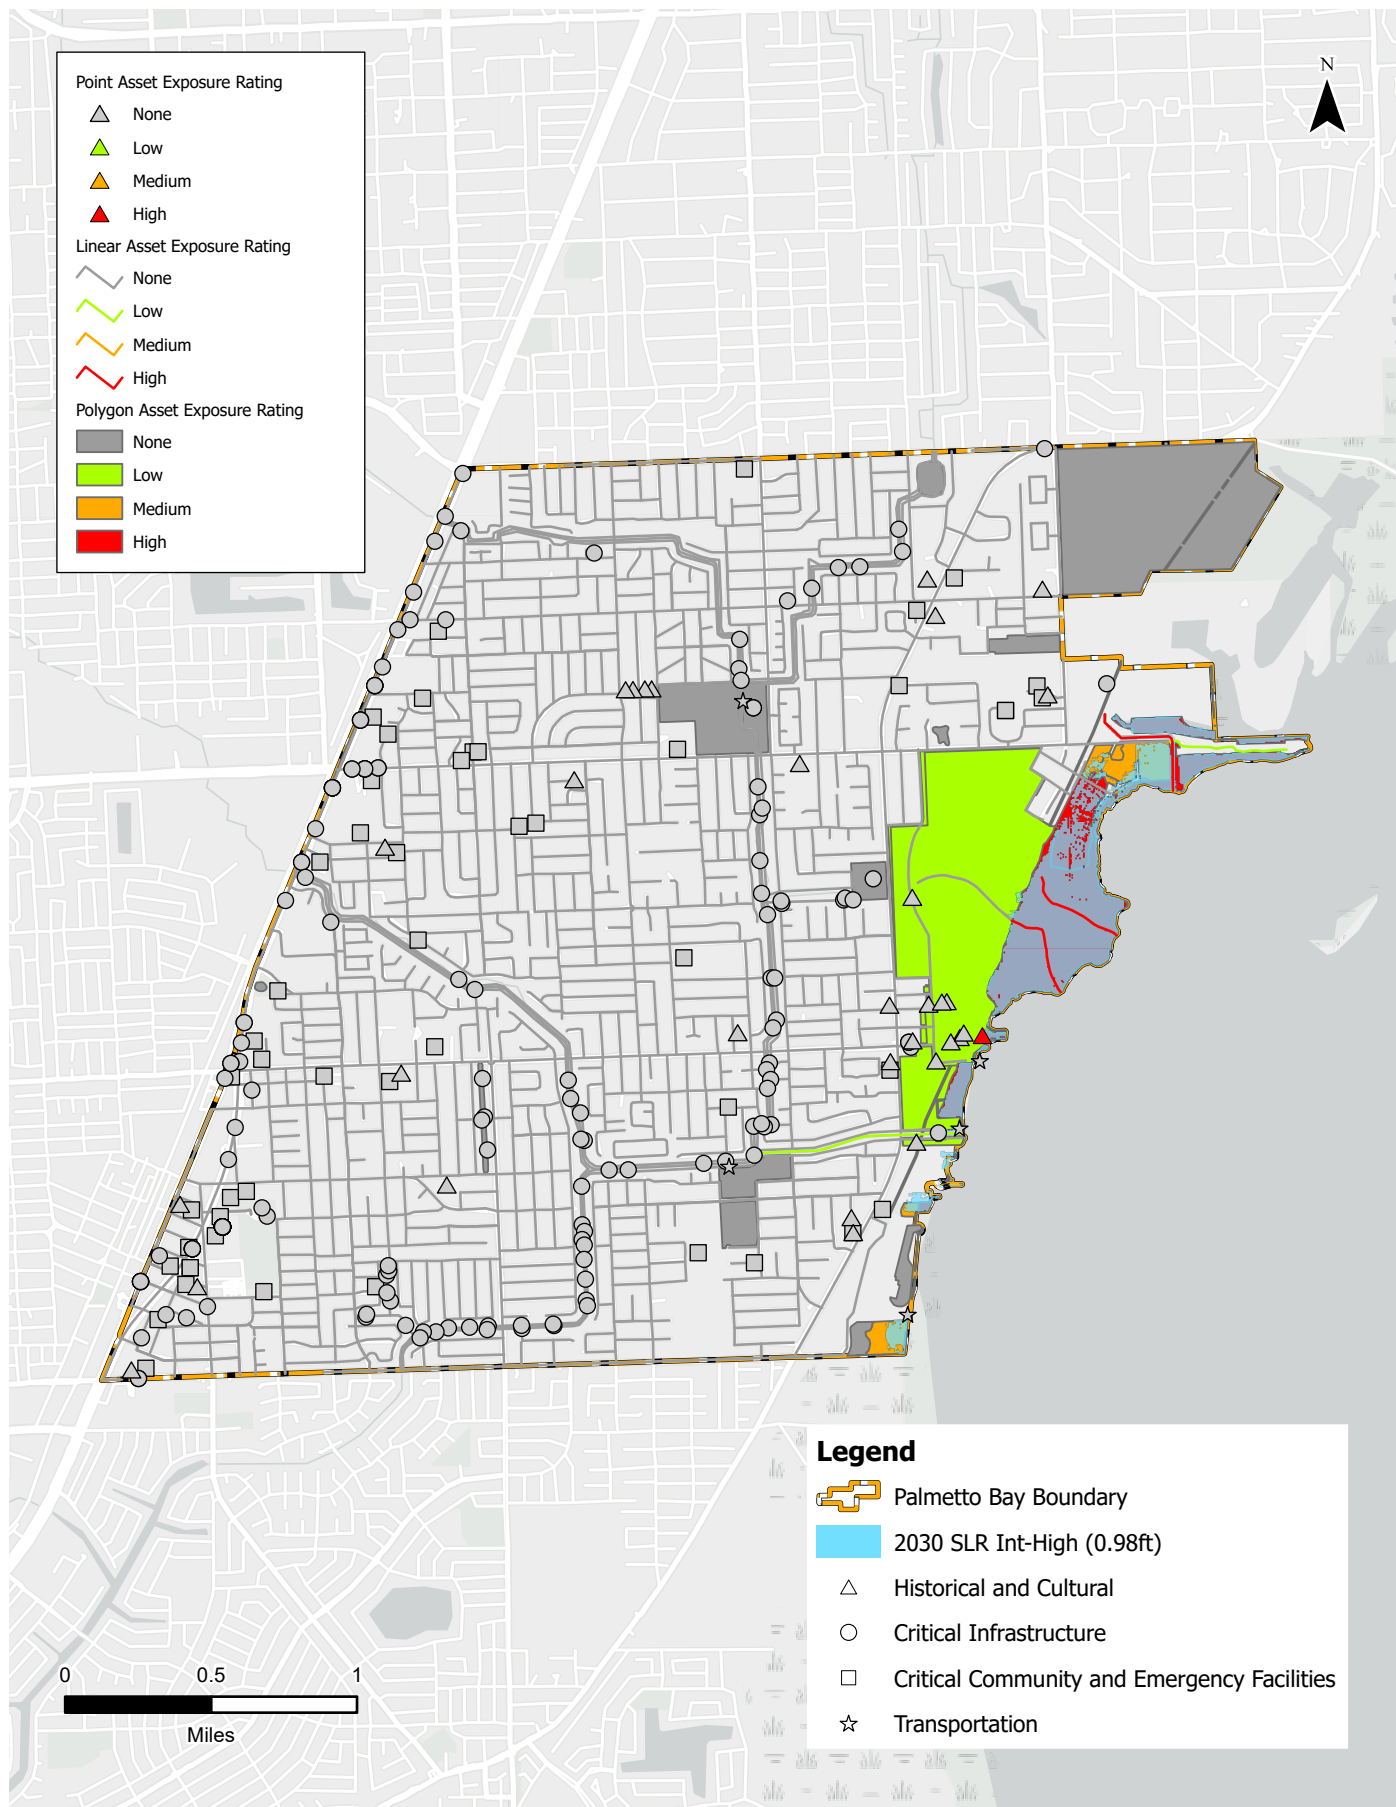 Point Asset Exposure Rating
None
Low
Medium
High
Linear Asset Exposure Rating
None
Low
Medium
High
Polygon Asset Exposure Rating
None
Low
Medium
High
N
Legend
Palmetto Bay Boundary
2030 SLR Int-High (0.98ft)
Historical and Cultural
Critical Infrastructure
Critical Community and Emergency Facilities
Transportation
0 0.5 1
Miles